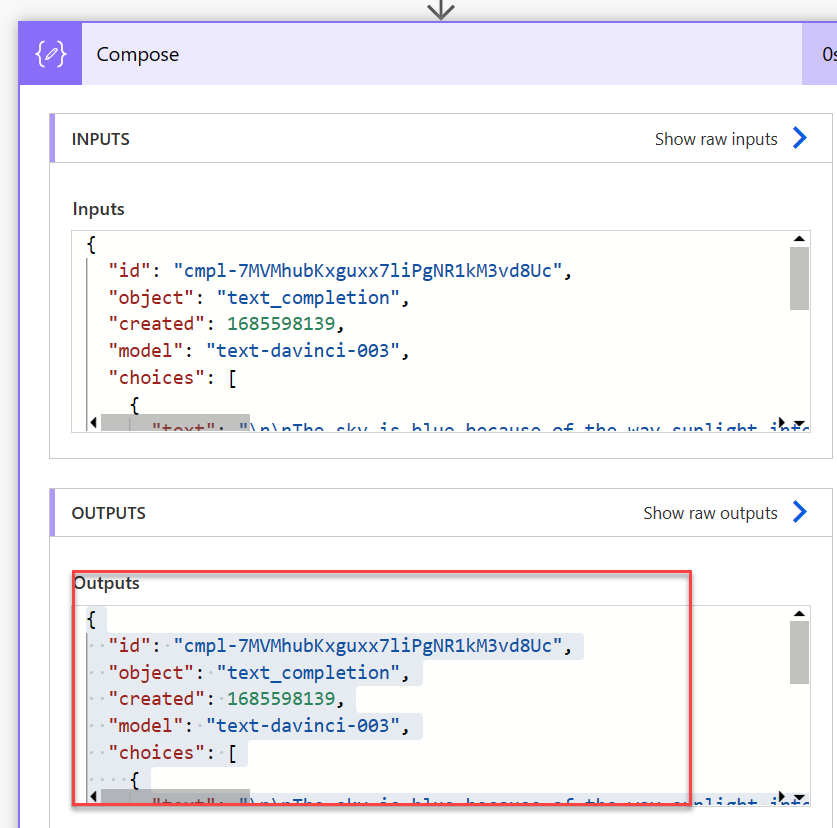 Compose
0s
INPUTS
Show raw inputs
Inputs
{
"id": "cmpl-7MVMhubKxguxx7liPgNR1kM3vd8Uc",
"object": "text_completion",
"created": 1685598139,
"model": "text-davinci-003",
"choices": [
{
"text": "\n\nThe sky is blue because of the way sunlight inte
OUTPUTS
Show raw outputs
Outputs
{
"id": "cmpl-7MVMhubKxguxx7liPgNR1kM3vd8Uc",
"object": "text_completion",
"created": 1685598139,
"model": "text-davinci-003",
"choices": [
{
"text": "\n\nThe sky is blue because of the way sunlight inte